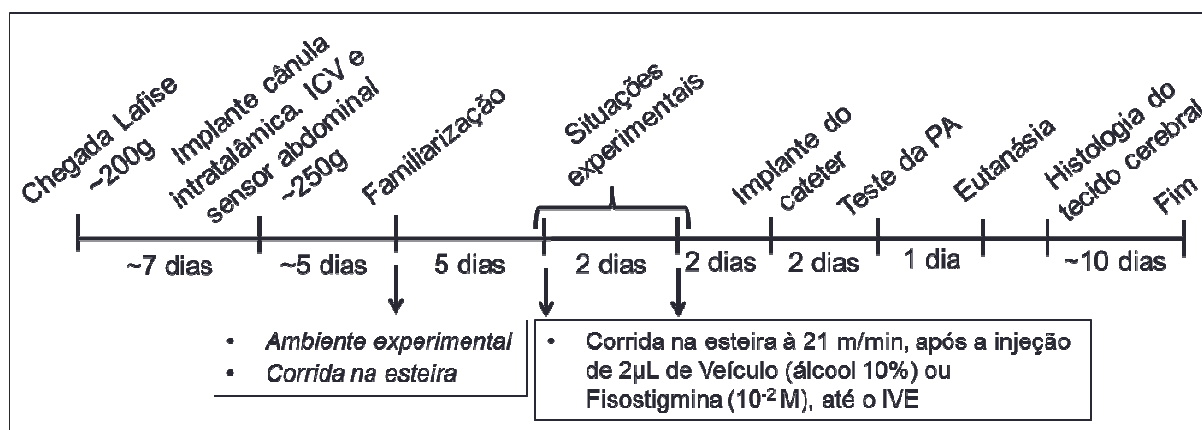 Chegada Lafise
~200g
Implante cânula
intratalâmica. ICV e
sensor abdominal
~250g
Familiarização
Situações
experimentais
Implante do
cateter
Teste da PA
Eutanásia
Histologia do
tecido cerebral
Fim
~7 dias
~5 dias
5 dias
2 dias
2 dias
2 dias
1 dia
~10 dias
• Ambiente experimental
• Corrida na esteira
• Corrida na esteira à 21 m/min, após a injeção
de 2µL de Veículo (álcool 10%) ou
Fisostigmina (10⁻² M), até o IVE